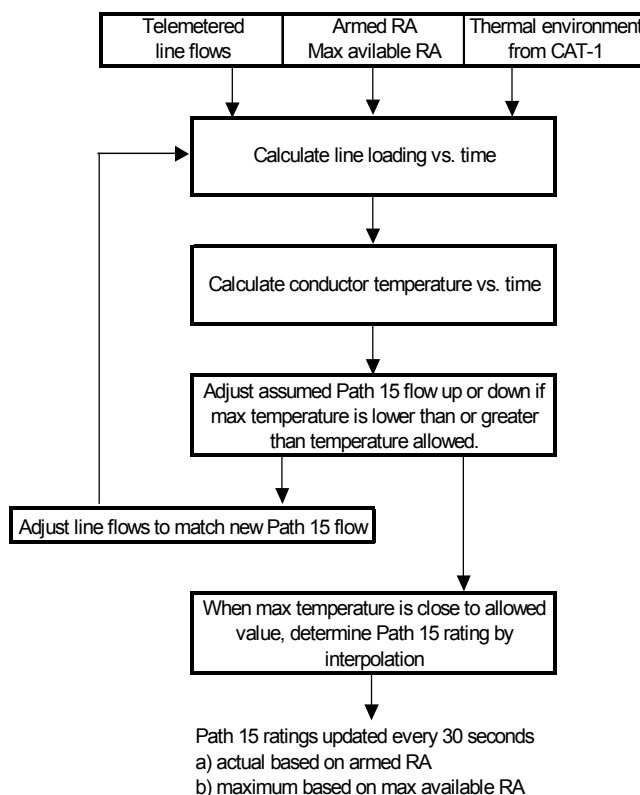 Telemetered
line flows
Armed RA
Max avilable RA
Thermal environment
from CAT-1
Calculate line loading vs. time
Calculate conductor temperature vs. time
Adjust assumed Path 15 flow up or down if
max temperature is lower than or greater
than temperature allowed.
Adjust line flows to match new Path 15 flow
When max temperature is close to allowed
value, determine Path 15 rating by
interpolation
Path 15 ratings updated every 30 seconds
a) actual based on armed RA
b) maximum based on max available RA